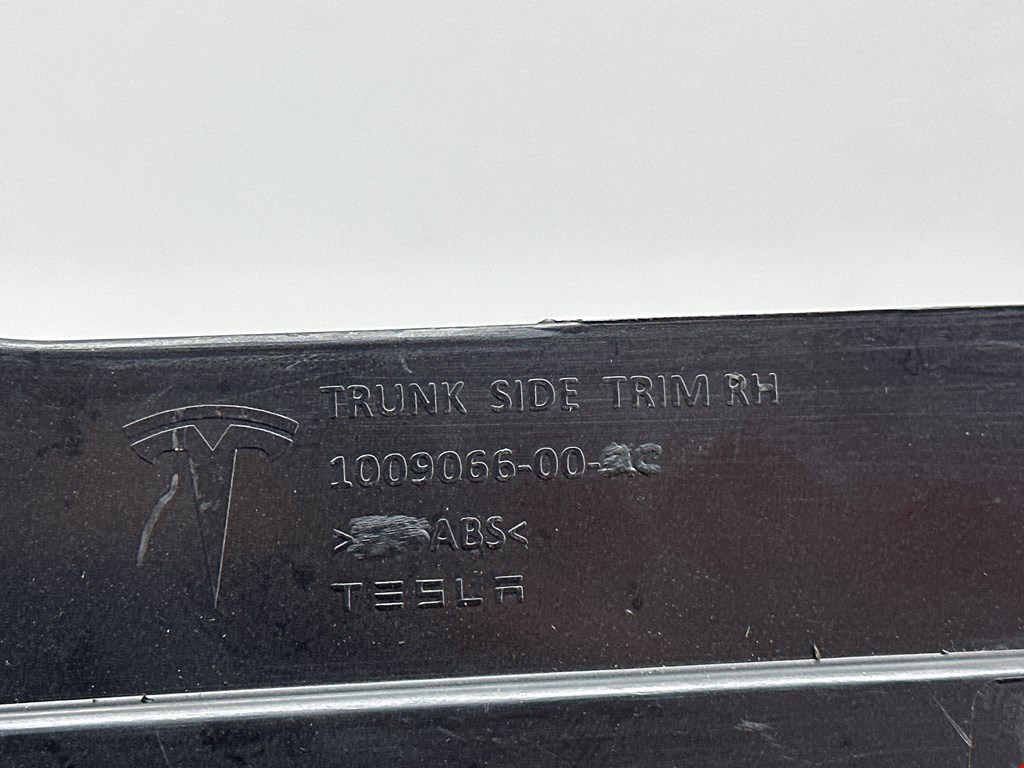 TRUNK SIDE TRIM RH
1009066-00-
ABS<
TESLA